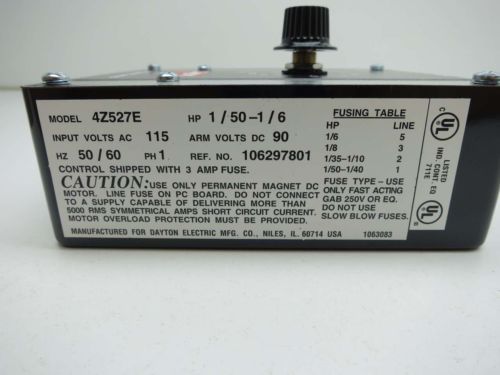 MODEL 4Z527E HP 1 / 50-1 / 6
INPUT VOLTS AC 115 ARM VOLTS DC 90
HZ 50 / 60 PH 1 REF. NO. 106297801
CONTROL SHIPPED WITH 3 AMP FUSE.
CAUTION: USE ONLY PERMANENT MAGNET DC
MOTOR. LINE FUSE ON PC BOARD. DO NOT CONNECT
TO A SUPPLY CAPABLE OF DELIVERING MORE THAN
5000 RMS SYMMETRICAL AMPS SHORT CIRCUIT CURRENT.
MOTOR OVERLOAD PROTECTION MUST BE PROVIDED.
FUSING TABLE
HP LINE
1/6 5
1/8 3
1/35-1/10 2
1/50-1/40 1
FUSE TYPE - USE
ONLY FAST ACTING
GAB 250V OR EQ.
DO NOT USE
SLOW BLOW FUSES.
MANUFACTURED FOR DAYTON ELECTRIC MFG. CO., NILES, IL. 60714 USA 1063083
C UL
LISTED
IND. CONT. EQ
711E
UL ®